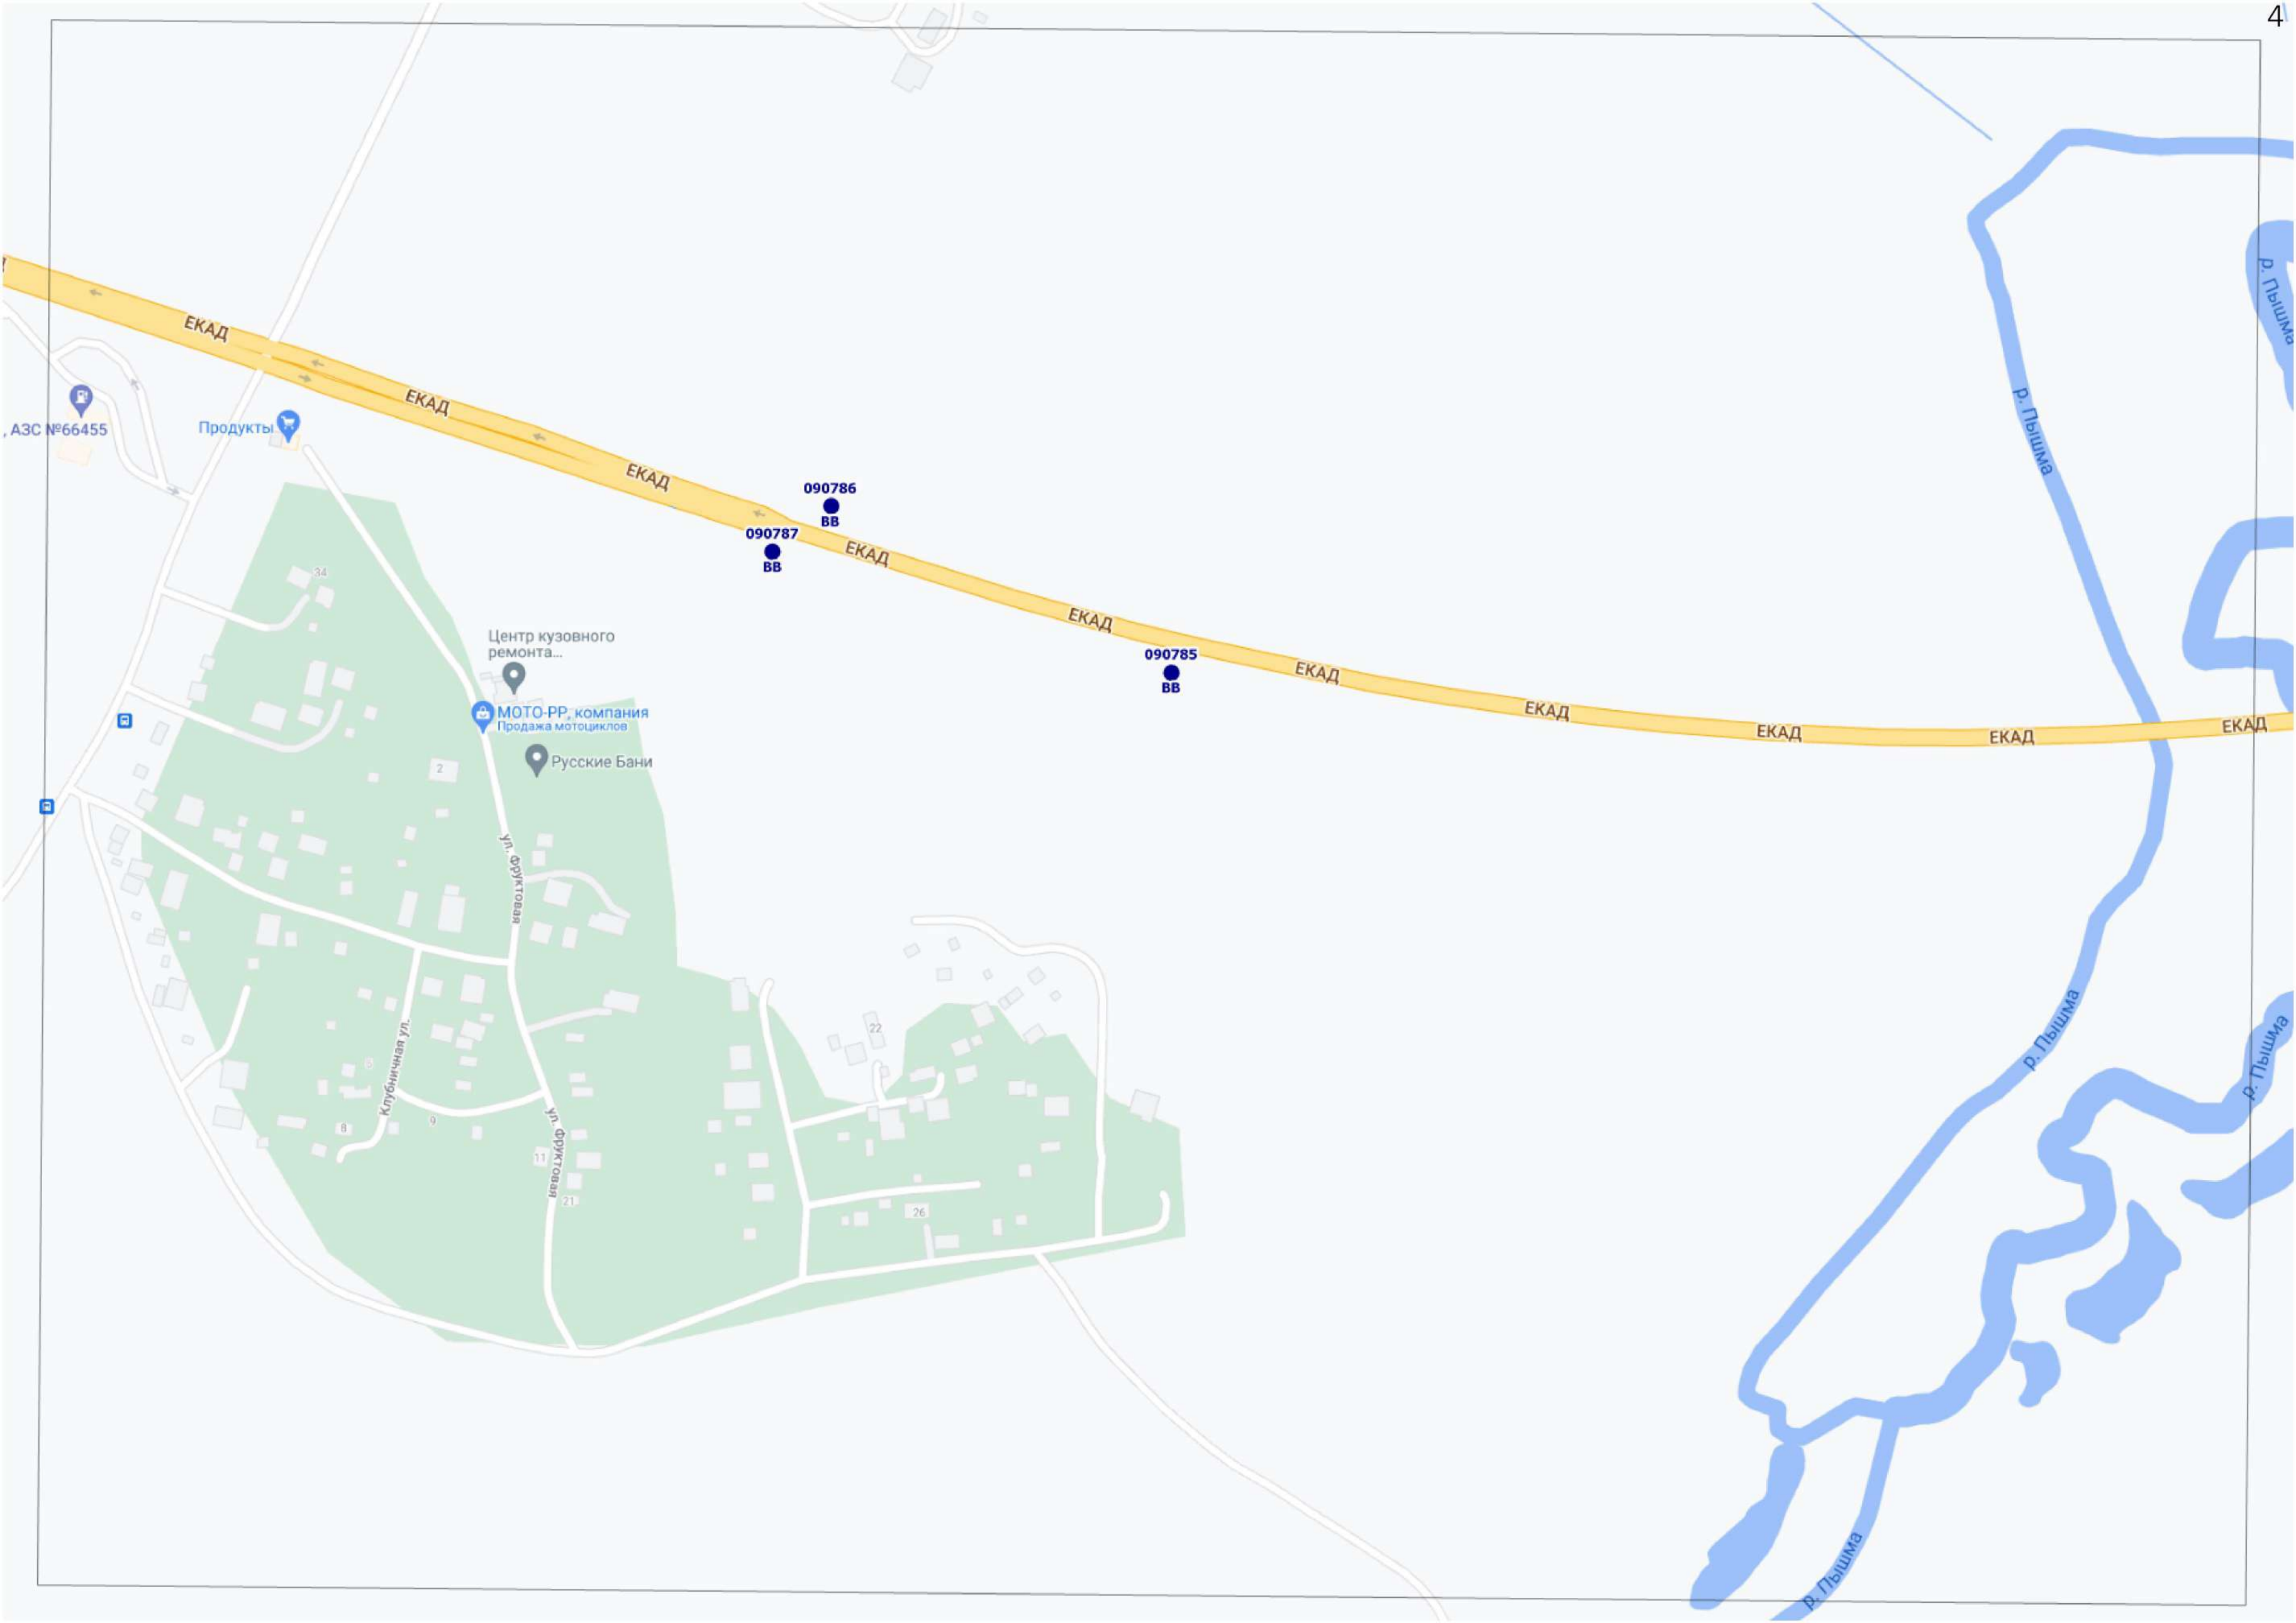 4
р. Пышма
ЕКАД
ЕКАД
р. Пышма
, АЗС №66455
Продукты
ЕКАД
090786
ВВ
090787
ВВ
ЕКАД
34
ЕКАД
Центр кузовного
ремонта...
090785
ВВ
ЕКАД
МОТО-РР, компания
Продажа мотоциклов
ЕКАД
ЕКАД
ЕКАД
ЕКАД
2
Русские Бани
ул. Фруктовая
22
р. Пышма
р. Пышма
Клубничная ул.
8
9
11
ул. Фруктовая
21
26
р. Пышма